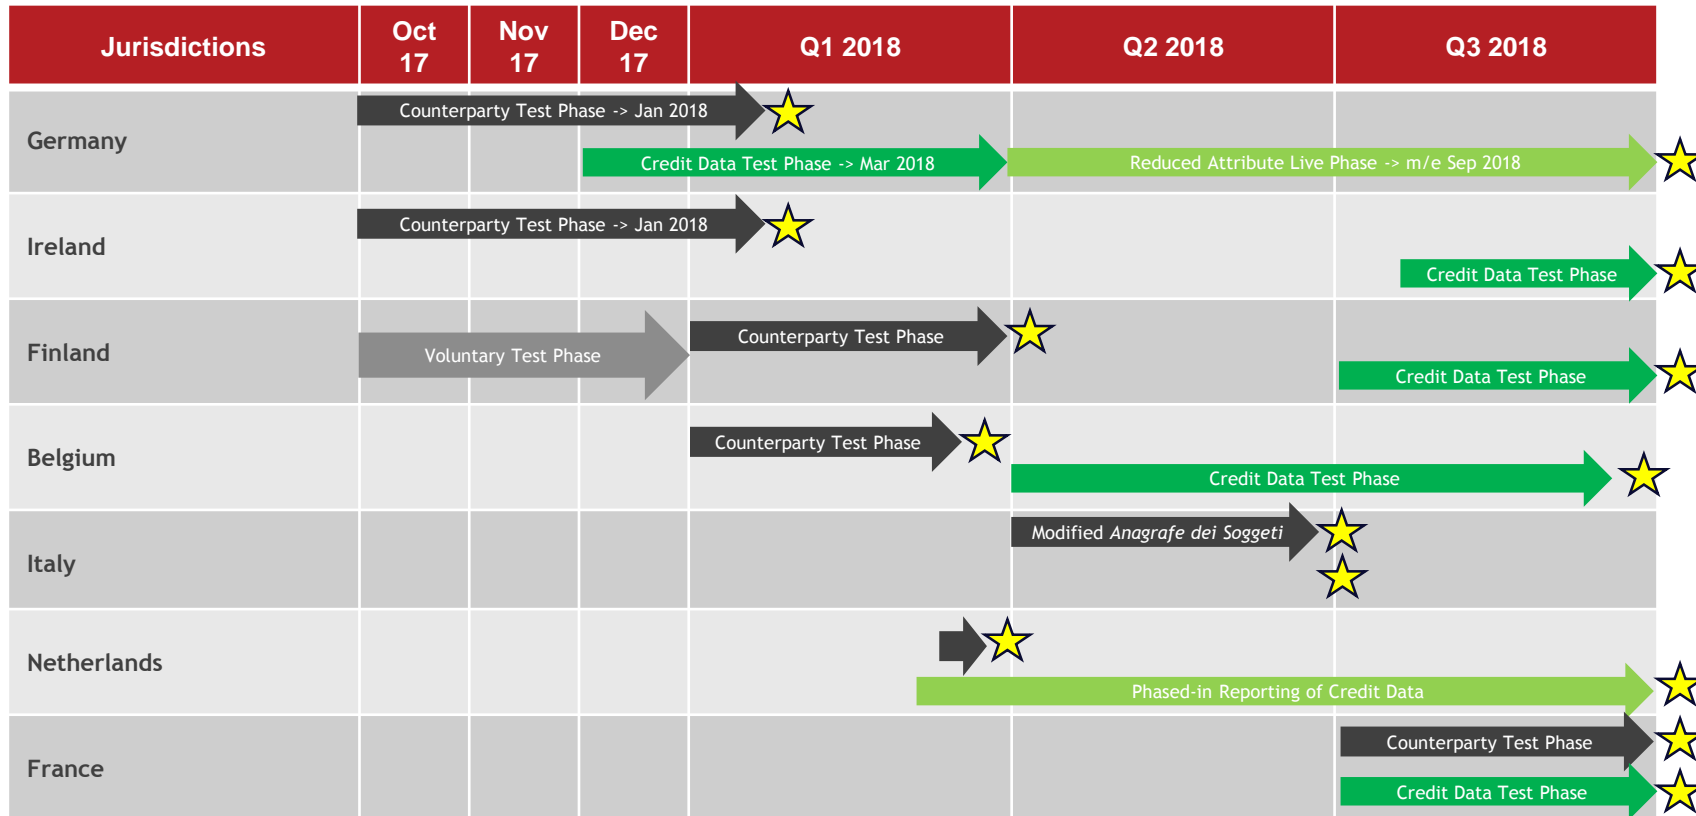 Jurisdictions
Oct
17
Nov
17
Dec
17
Q1 2018
Q2 2018
Q3 2018
Germany
Counterparty Test Phase -> Jan 2018
Credit Data Test Phase -> Mar 2018
Reduced Attribute Live Phase -> m/e Sep 2018
Ireland
Counterparty Test Phase -> Jan 2018
Credit Data Test Phase
Finland
Voluntary Test Phase
Counterparty Test Phase
Credit Data Test Phase
Belgium
Counterparty Test Phase
Credit Data Test Phase
Italy
Modified Anagrafe dei Soggeti
Netherlands
Phased-in Reporting of Credit Data
France
Counterparty Test Phase
Credit Data Test Phase